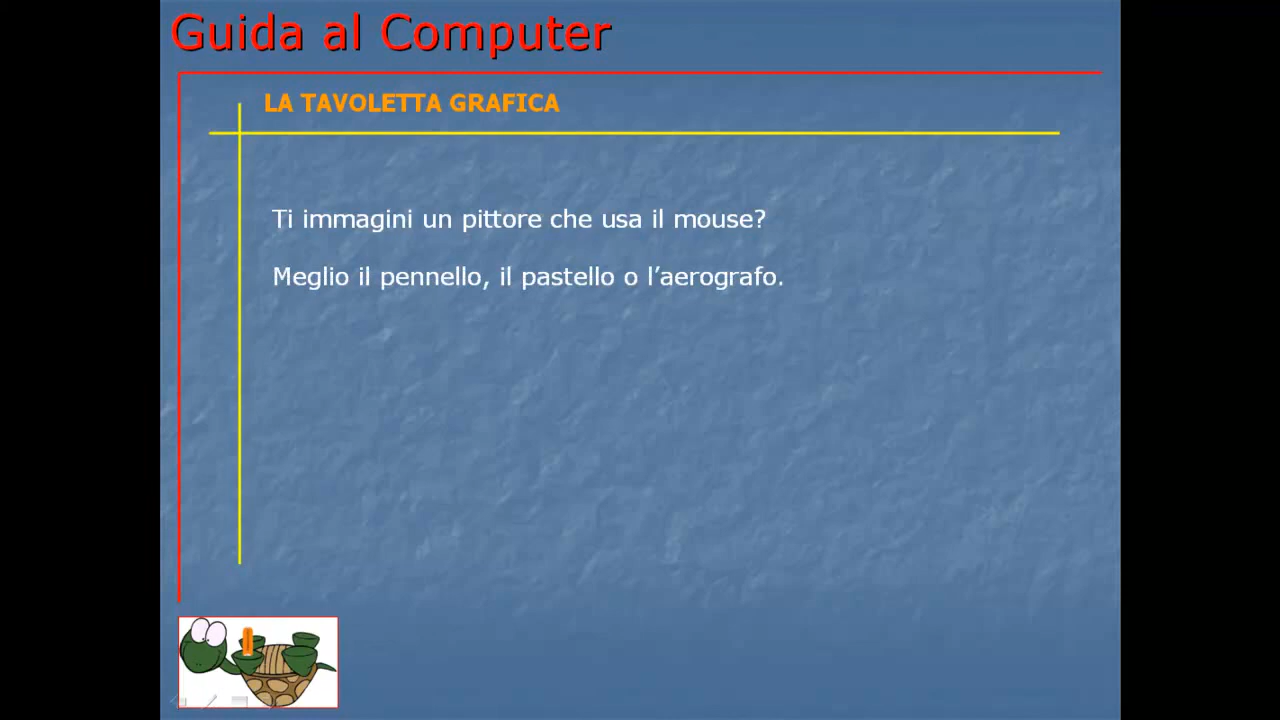 Guida al Computer
LA TAVOLETTA GRAFICA
Ti immagini un pittore che usa il mouse?
Meglio il pennello, il pastello o l’aerografo.